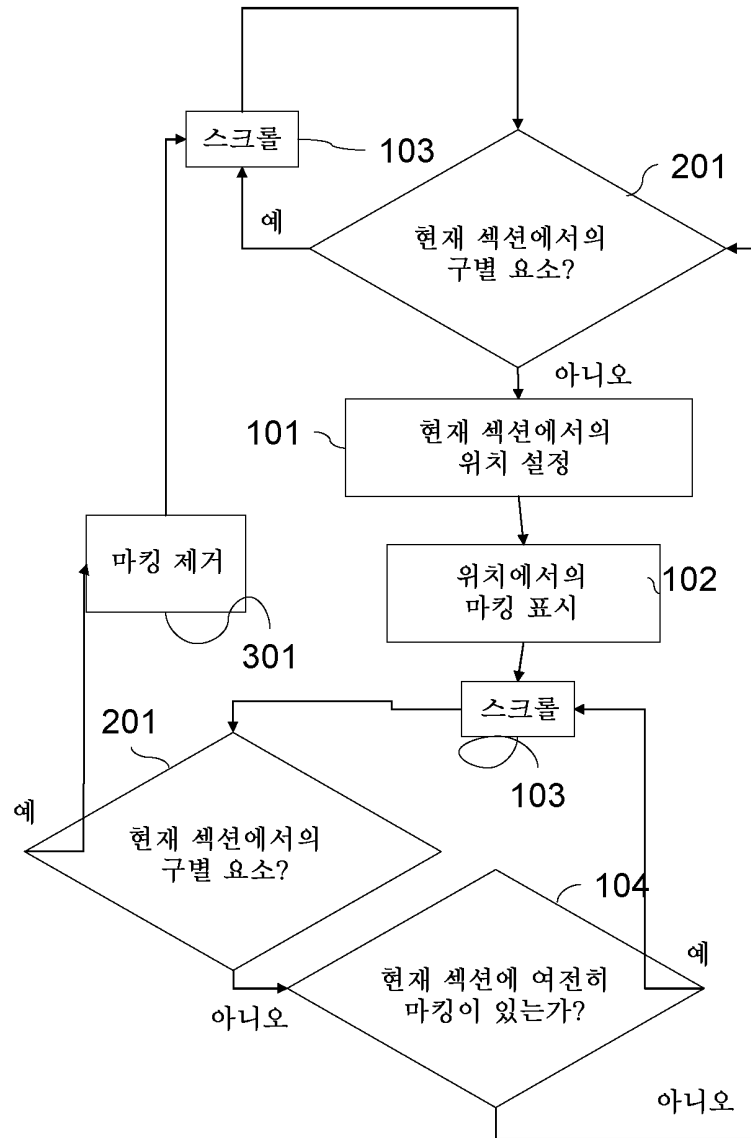 스크롤
103
201
예
현재 섹션에서의
구별 요소?
아니오
101
현재 섹션에서의
위치 설정
마킹 제거
위치에서의
마킹 표시
102
301
스크롤
201
103
예
현재 섹션에서의
구별 요소?
104
예
현재 섹션에 여전히
마킹이 있는가?
아니오
아니오